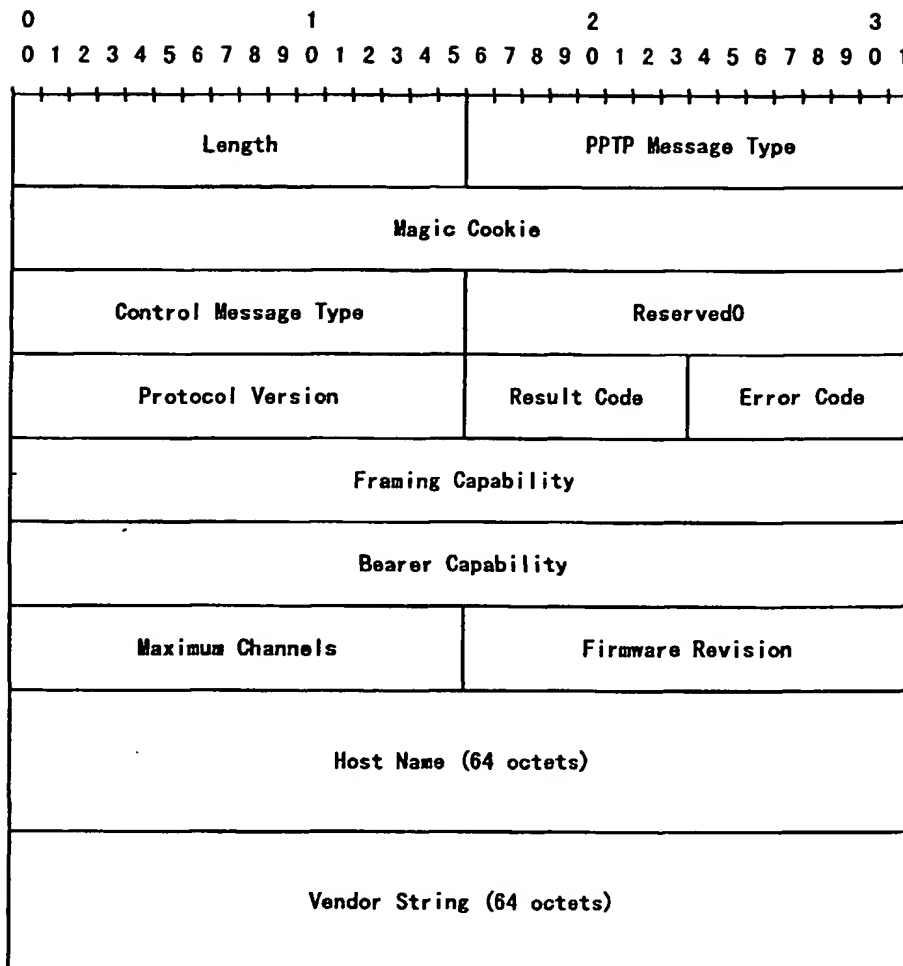 0 1 2 3
0 1 2 3 4 5 6 7 8 9 0 1 2 3 4 5 6 7 8 9 0 1 2 3 4 5 6 7 8 9 0 1
Length PPTP Message Type
Magic Cookie
Control Message Type Reserved0
Protocol Version Result Code Error Code
Framing Capability
Bearer Capability
Maximum Channels Firmware Revision
Host Name (64 octets)
Vendor String (64 octets)